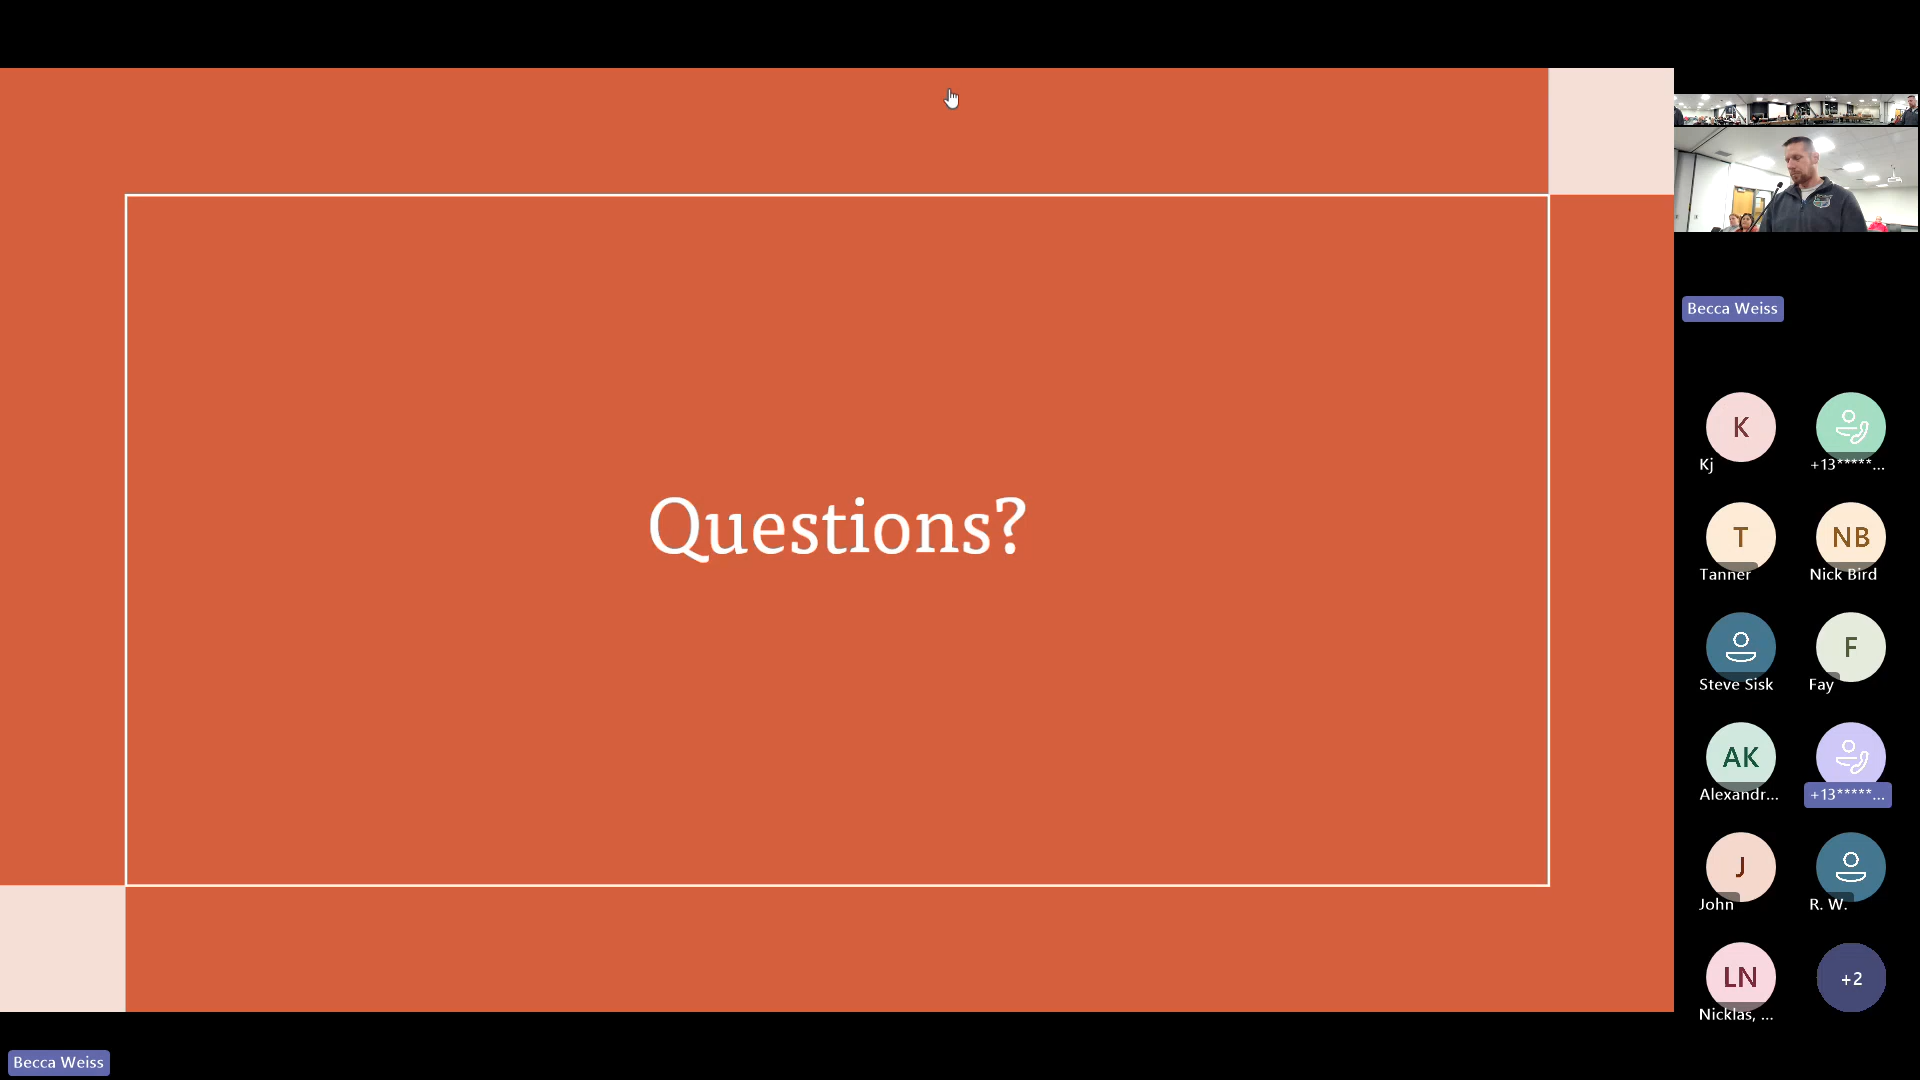 Questions?
Becca Weiss
K
Kj
+13*****...
T
Tanner
NB
Nick Bird
Steve Sisk
F
Fay
AK
Alexandr...
+13*****...
J
John
R. W.
LN
Nicklas, ...
+2
Becca Weiss